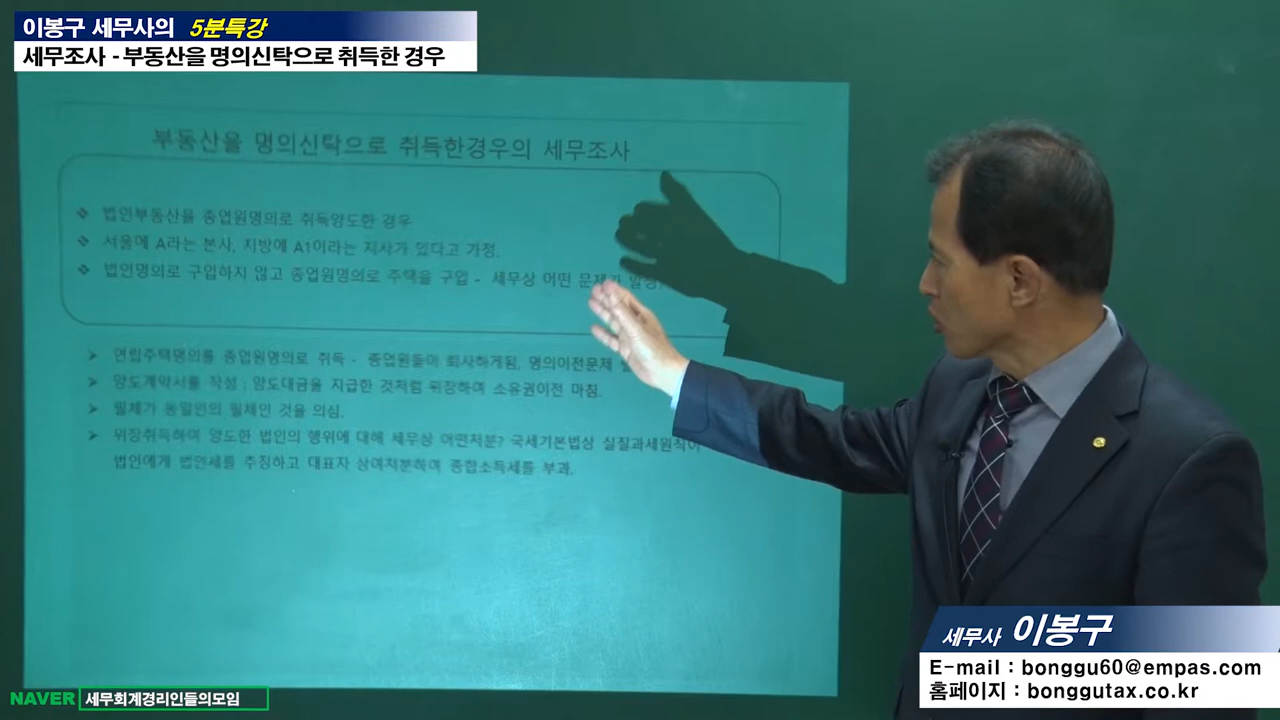 이봉구 세무사의 5분특강
세무조사 - 부동산을 명의신탁으로 취득한 경우
부동산을 명의신탁으로 취득한경우의 세무조사
❖ 법인부동산을 종업원명의로 취득양도한 경우
❖ 서울에 A라는 본사, 지방에 A1이라는 지사가 있다고 가정.
❖ 법인명의로 구입하지 않고 종업원명의로 주택을 구입 - 세무상 어떤 문제가
➢ 연립주택명의를 종업원명의로 취득 - 종업원들이 퇴사하게됨, 명의이전문제
➢ 양도계약서를 작성 ; 양도대금을 지급한 것처럼 위장하여 소유권이전 마침.
➢ 필체가 동일인의 필체인 것을 의심.
➢ 위장취득하여 양도한 법인의 행위에 대해 세무상 어떤처분? 국세기본법상 실질과세원칙이
법인에게 법인세를 추징하고 대표자 상여처분하여 종합소득세를 부과.
세무사 이봉구
E-mail : bonggu60@empas.com
홈페이지 : bonggutax.co.kr
NAVER 세무회계경리인들의모임